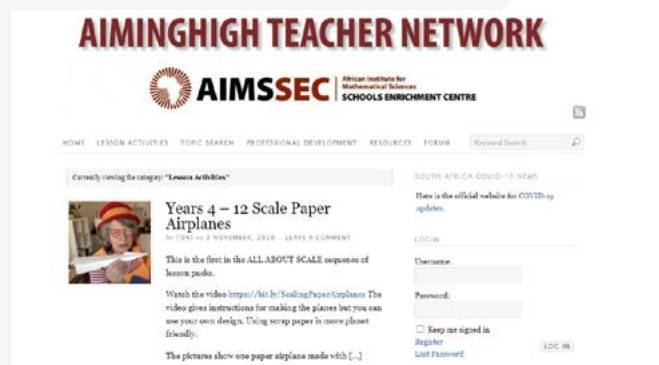 AIMINGHIGH TEACHER NETWORK
AIMSSEC
African Institute for
Mathematical Sciences
SCHOOLS ENRICHMENT CENTRE
HOME LESSON ACTIVITIES TOPIC SEARCH PROFESSIONAL DEVELOPMENT RESOURCES FORUM
Keyword Search
Currently viewing the category: "Lesson Activities"
Years 4 – 12 Scale Paper
Airplanes
by TONI on 2 NOVEMBER, 2020 · LEAVE A COMMENT
This is the first in the ALL ABOUT SCALE sequence of
lesson packs.
Watch the video https://bit.ly/ScalingPaperAirplanes The
video gives instructions for making the planes but you can
use your own design. Using scrap paper is more planet
friendly.
The pictures show one paper airplane made with [...]
SOUTH AFRICA COVID-19 NEWS
Here is the official website for COVID-19
updates.
LOGIN
Username:
Password:
Keep me signed in
Register
Lost Password
LOG IN